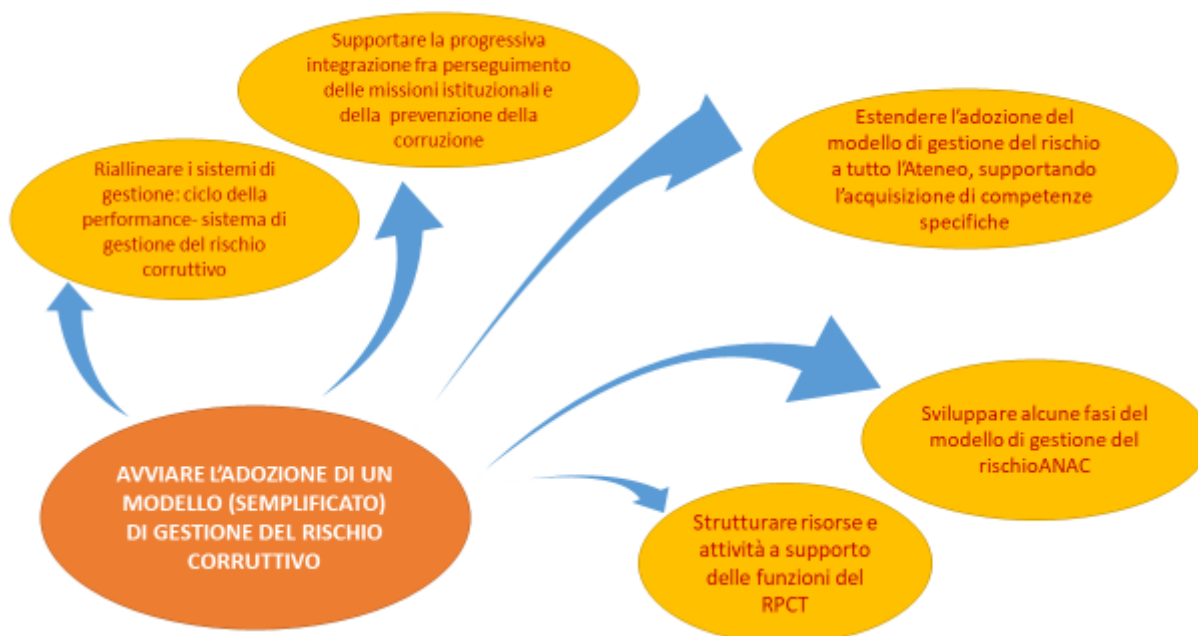 Supportare la progressiva
integrazione fra perseguimento
delle missioni istituzionali e
della prevenzione della
corruzione
Riallineare i sistemi di
gestione: ciclo della
performance- sistema di
gestione del rischio
corruttivo
Estendere l'adozione del
modello di gestione del rischio
a tutto l'Ateneo, supportando
l'acquisizione di competenze
specifiche
Sviluppare alcune fasi del
modello di gestione del
rischioANAC
AVVIARE L'ADOZIONE DI UN
MODELLO (SEMPLIFICATO)
DI GESTIONE DEL RISCHIO
CORRUTTIVO
Strutturare risorse e
attività a supporto
delle funzioni del
RPCT